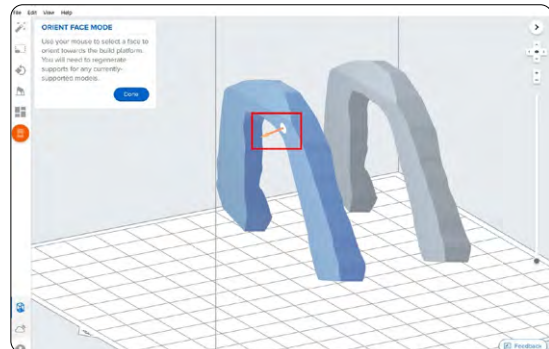 File Edit View Help
ORIENT FACE MODE
Use your mouse to select a face to
orient towards the build platform.
You will need to regenerate
supports for any currently-
supported models.
Done
Feedback